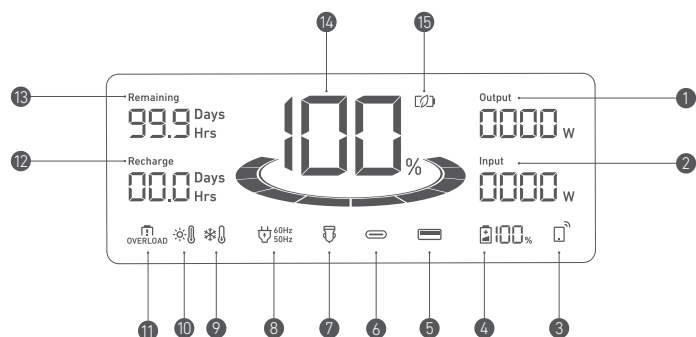 14 15
13 Remaining
99.9 Days
Hrs
100 %
Output 1
0000 W
12 Recharge
00.0 Days
Hrs
Input 2
0000 W
OVERLOAD
60Hz
50Hz
100%
11 10 9 8 7 6 5 4 3